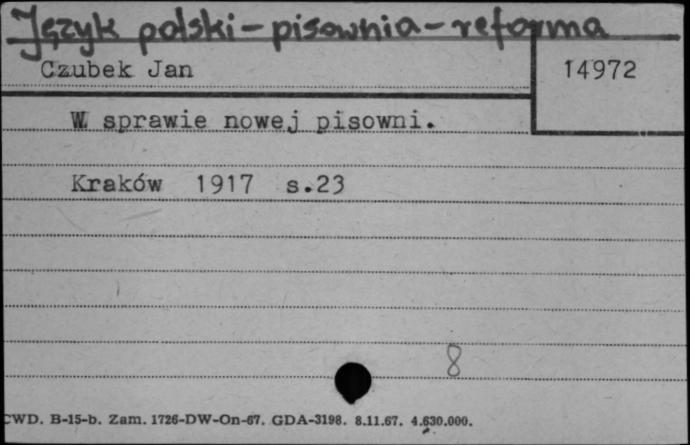 Język polski - pisownia - reforma
Czubek Jan
14972
W sprawie nowej pisowni.
Kraków 1917 s.23
8
CWD. B-15-b. Zam. 1726-DW-On-67. GDA-3198. 8.11.67. 4.630.000.